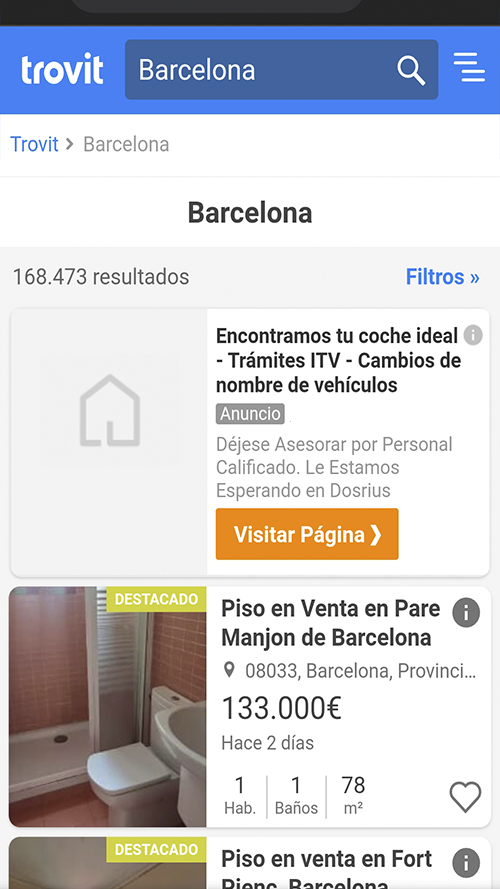 trovit
Barcelona
Trovit > Barcelona
Barcelona
168.473 resultados
Filtros »
Encontramos tu coche ideal
- Trámites ITV - Cambios de
nombre de vehículos
Anuncio
Déjese Asesorar por Personal
Calificado. Le Estamos
Esperando en Dosrius
Visitar Página ❯
DESTACADO
Piso en Venta en Pare
Manjon de Barcelona
08033, Barcelona, Provinci...
133.000€
Hace 2 días
1 1 78
Hab. Baños m²
DESTACADO
Piso en venta en Fort
Pienc, Barcelona